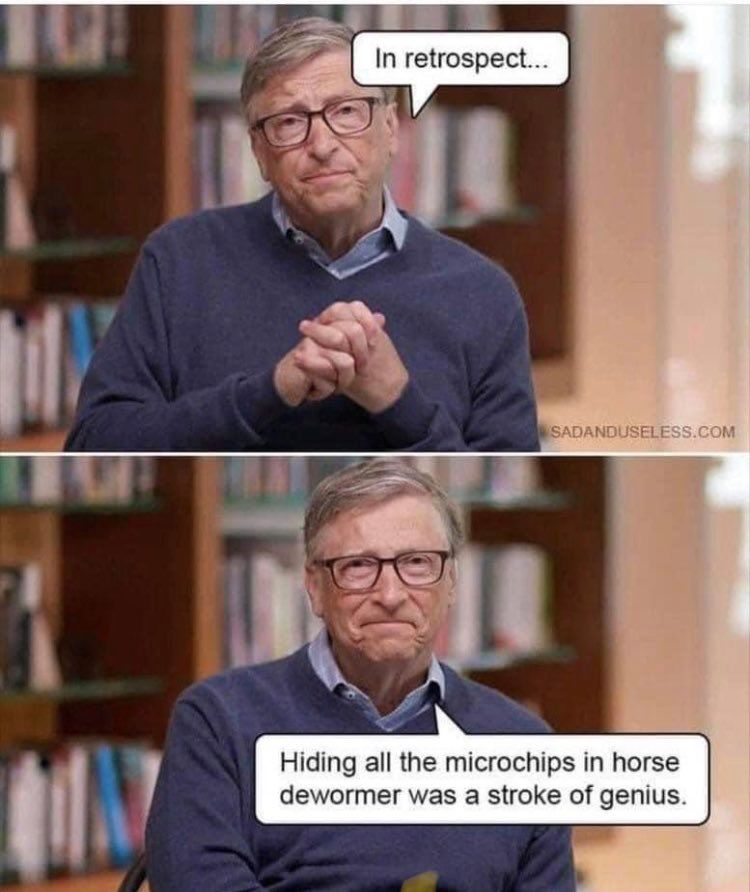 In retrospect...
SADANDUSELESS.COM
Hiding all the microchips in horse
dewormer was a stroke of genius.